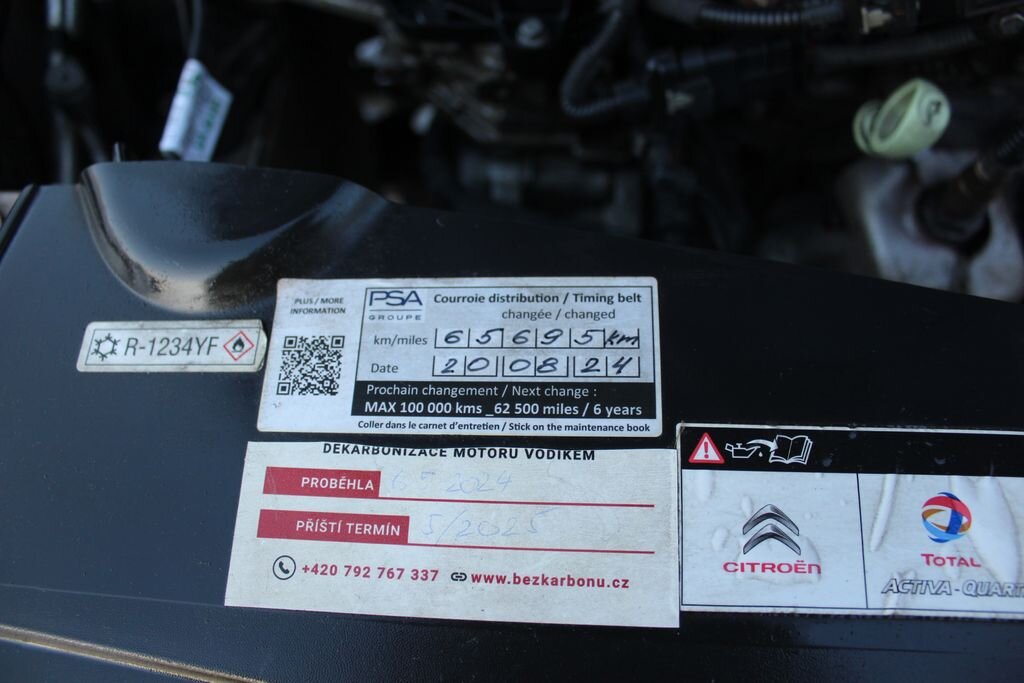 R-1234YF
PLUS / MORE
INFORMATION
PSA
GROUPE
Courroie distribution / Timing belt
changée / changed
km/miles 65695 km
Date 200824
Prochain changement / Next change :
MAX 100 000 kms _62 500 miles / 6 years
Coller dans le carnet d'entretien / Stick on the maintenance book
DEKARBONIZACE MOTORU VODÍKEM
PROBĚHLA 2024
PŘÍŠTÍ TERMÍN 5/2025
+420 792 767 337 www.bezkarbonu.cz
CITROËN
TOTAL
ACTIVA-QUART